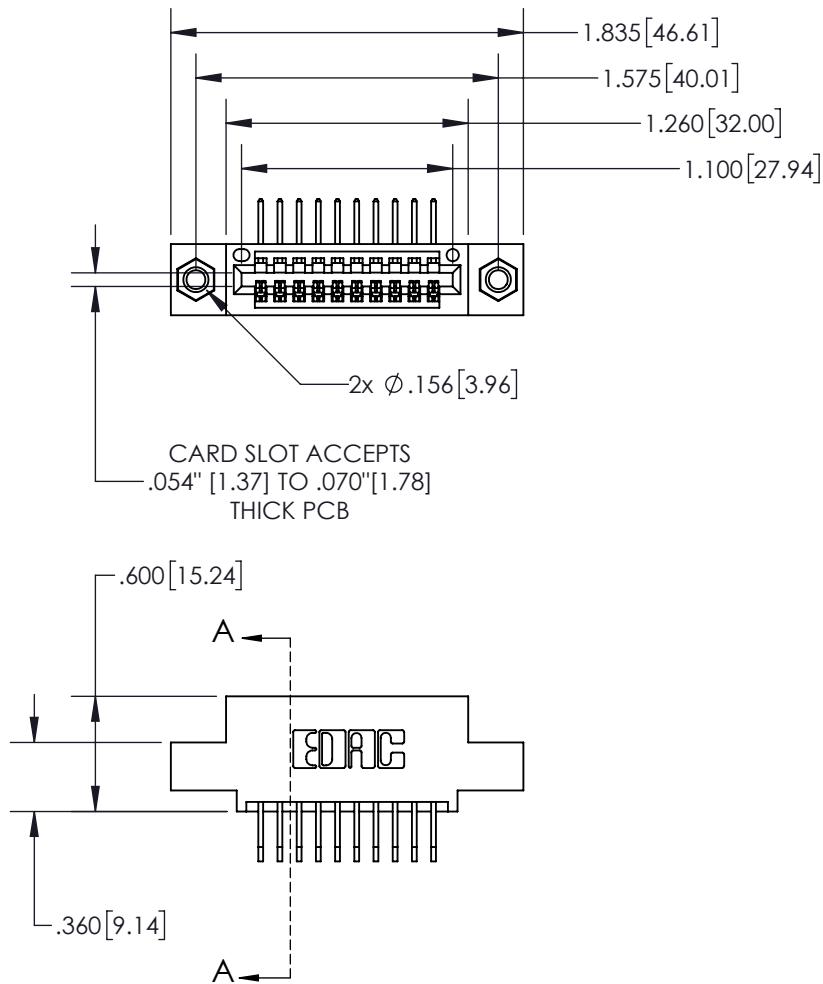 1.835[46.61]
1.575[40.01]
1.260[32.00]
1.100[27.94]
2x ∅.156[3.96]
CARD SLOT ACCEPTS
.054" [1.37] TO .070"[1.78]
THICK PCB
.600[15.24]
A
EDAC
.360[9.14]
A